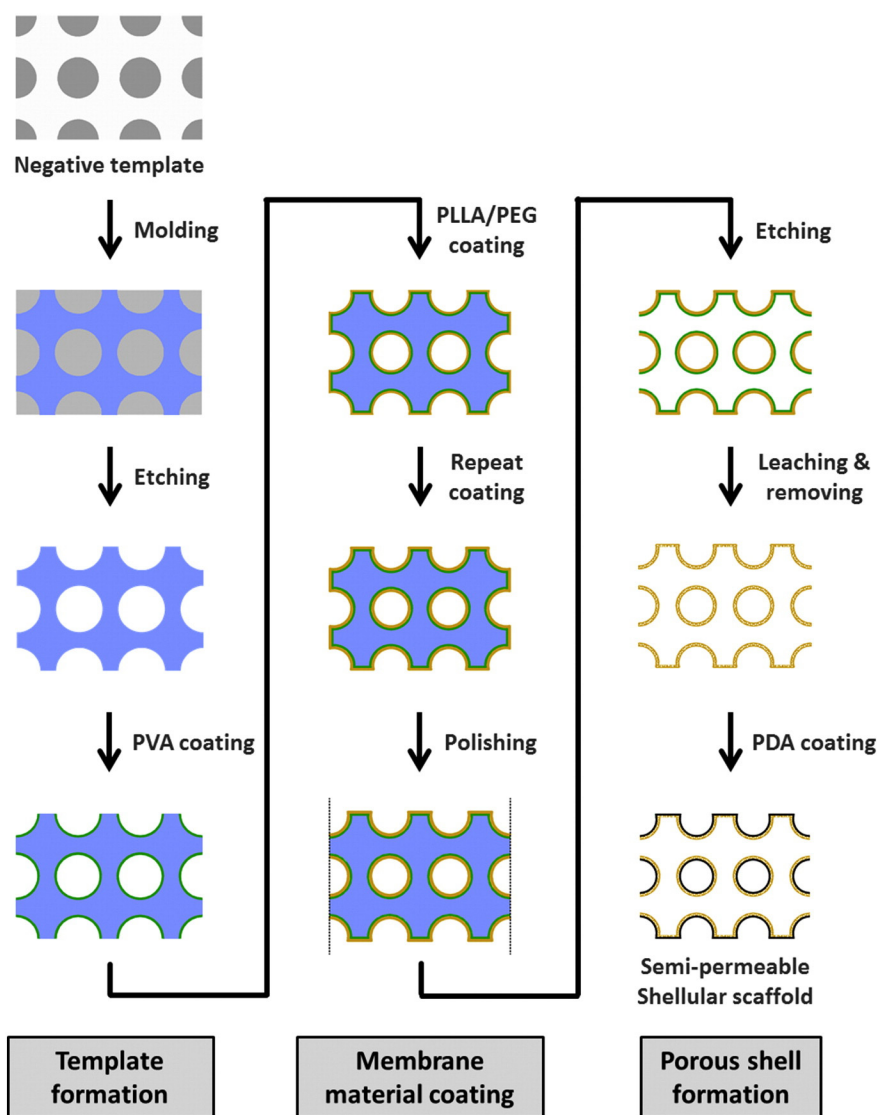 Negative template
Molding
Etching
PVA coating
Template
formation
PLLA/PEG
coating
Repeat
coating
Polishing
Membrane
material coating
Etching
Leaching &
removing
PDA coating
Semi-permeable
Shellular scaffold
Porous shell
formation